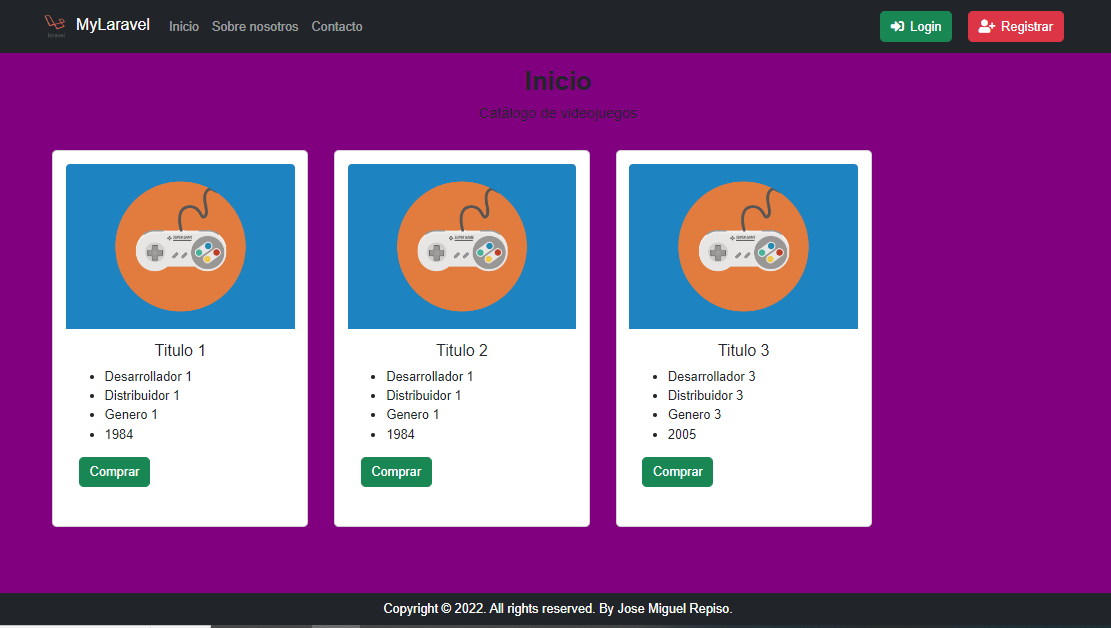 MyLaravel Inicio Sobre nosotros Contacto Login Registrar
Inicio
Catálogo de videojuegos
Titulo 1
Desarrollador 1
Distribuidor 1
Genero 1
1984
Comprar
Titulo 2
Desarrollador 1
Distribuidor 1
Genero 1
1984
Comprar
Titulo 3
Desarrollador 3
Distribuidor 3
Genero 3
2005
Comprar
Copyright © 2022. All rights reserved. By Jose Miguel Repiso.